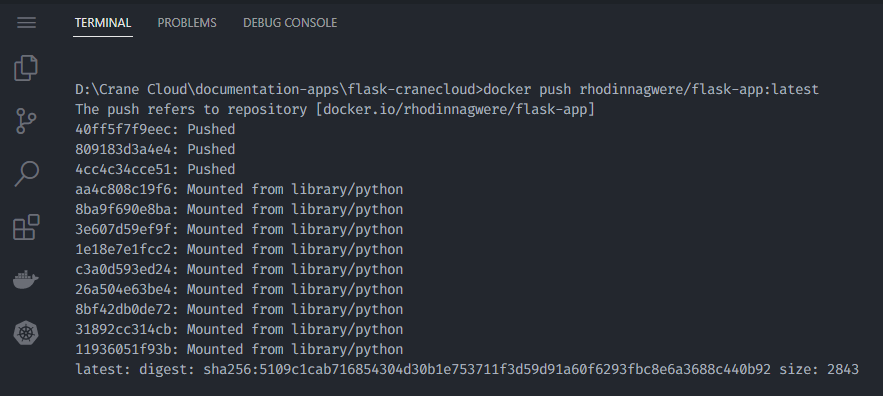 TERMINAL PROBLEMS DEBUG CONSOLE
D:\Crane Cloud\documentation-apps\flask-cranecloud>docker push rhodinnagwere/flask-app:latest
The push refers to repository [docker.io/rhodinnagwere/flask-app]
40ff5f7f9eec: Pushed
809183d3a4e4: Pushed
4cc4c34cce51: Pushed
aa4c808c19f6: Mounted from library/python
8ba9f690e8ba: Mounted from library/python
3e607d59ef9f: Mounted from library/python
1e18e7e1fcc2: Mounted from library/python
c3a0d593ed24: Mounted from library/python
26a504e63be4: Mounted from library/python
8bf42db0de72: Mounted from library/python
31892cc314cb: Mounted from library/python
11936051f93b: Mounted from library/python
latest: digest: sha256:5109c1cab716854304d30b1e753711f3d59d91a60f6293fbc8e6a3688c440b92 size: 2843